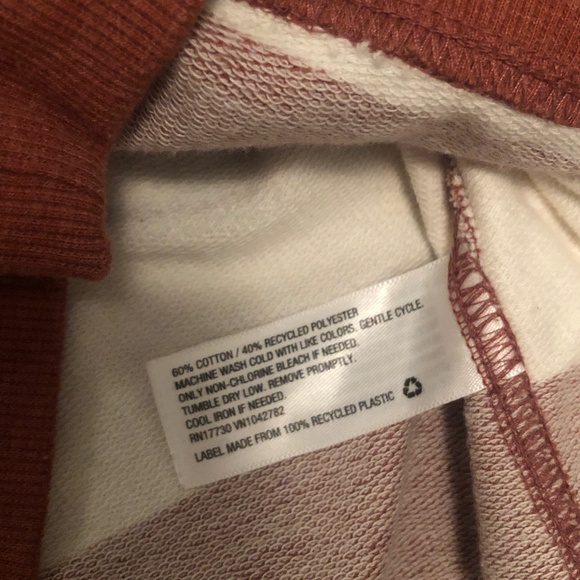 60% COTTON / 40% RECYCLED POLYESTER
MACHINE WASH COLD WITH LIKE COLORS. GENTLE CYCLE.
ONLY NON-CHLORINE BLEACH IF NEEDED.
TUMBLE DRY LOW. REMOVE PROMPTLY.
COOL IRON IF NEEDED.
RN17730 VN1042782
LABEL MADE FROM 100% RECYCLED PLASTIC